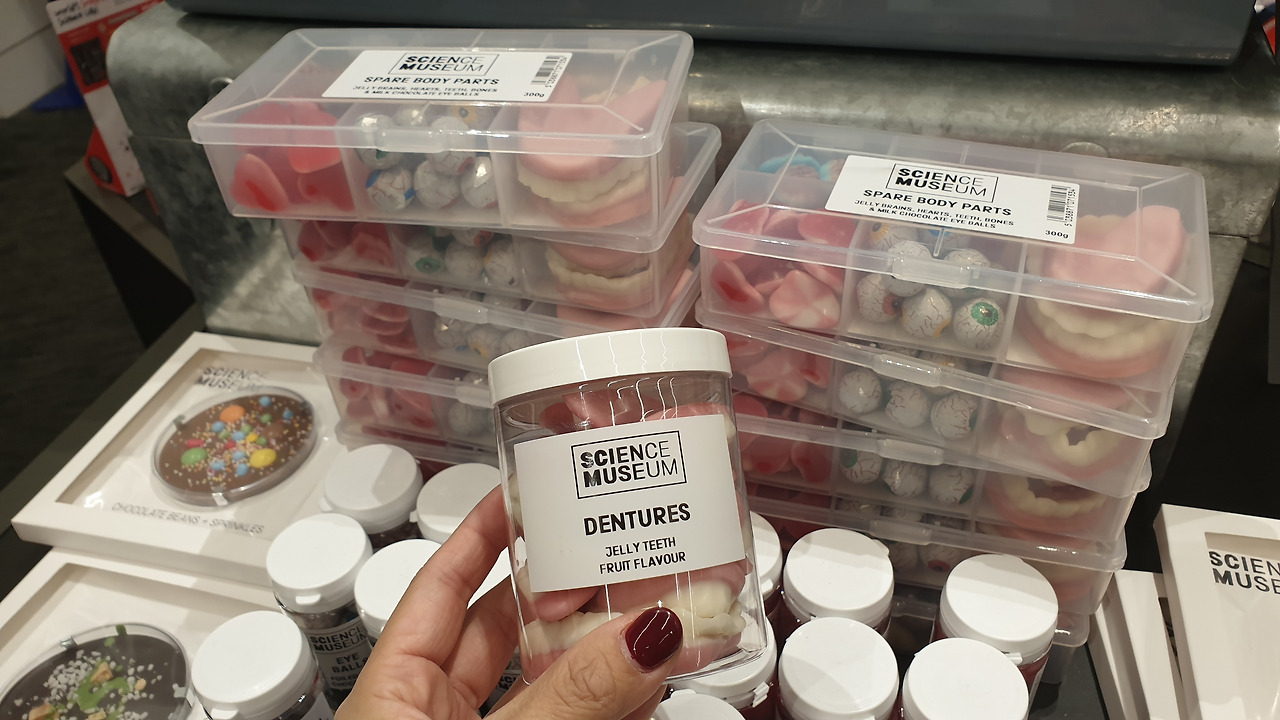 SCIENCE
MUSEUM
SPARE BODY PARTS
JELLY BRAINS, HEARTS, TEETH, BONES
& MILK CHOCOLATE EYE BALLS
300g
SCIENCE
MUSEUM
SPARE BODY PARTS
JELLY BRAINS, HEARTS, TEETH, BONES
& MILK CHOCOLATE EYE BALLS
300g
SCIENCE
MUSEUM
CHOCOLATE BEANS + SPRINKLES
SCIENCE
MUSEUM
DENTURES
JELLY TEETH
FRUIT FLAVOUR
SCIENCE
MUSEUM
EYE
BALLS
SCIEN
MUSE